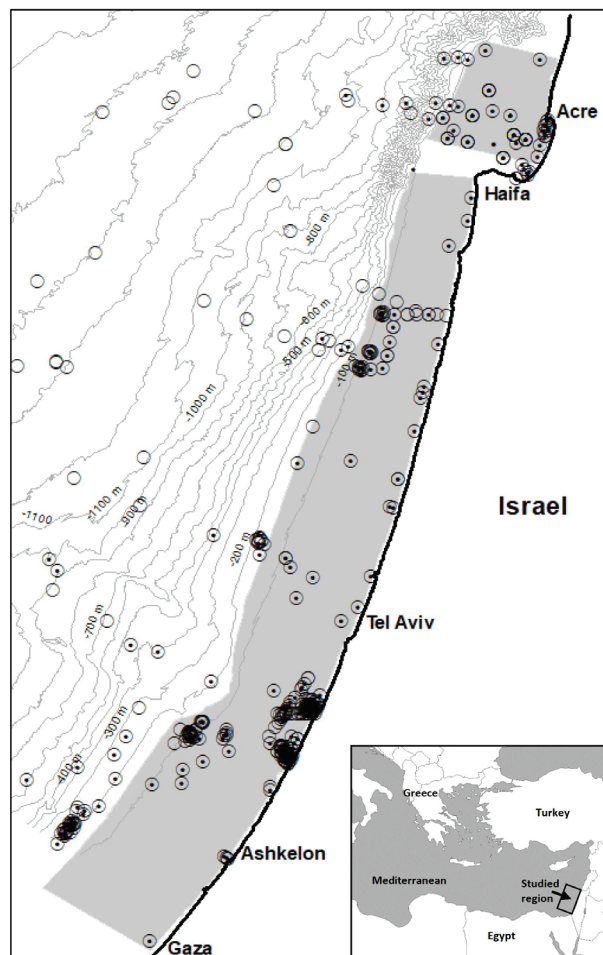 Acre
Haifa
-800 m
-900 m
-500 m
-100 m
-1000 m
-1100 m
-900 m
-1100
Israel
-200 m
Tel Aviv
-700 m
-300 m
-400 m
Ashkelon
Gaza
Greece
Turkey
Mediterranean
Studied
region
Egypt